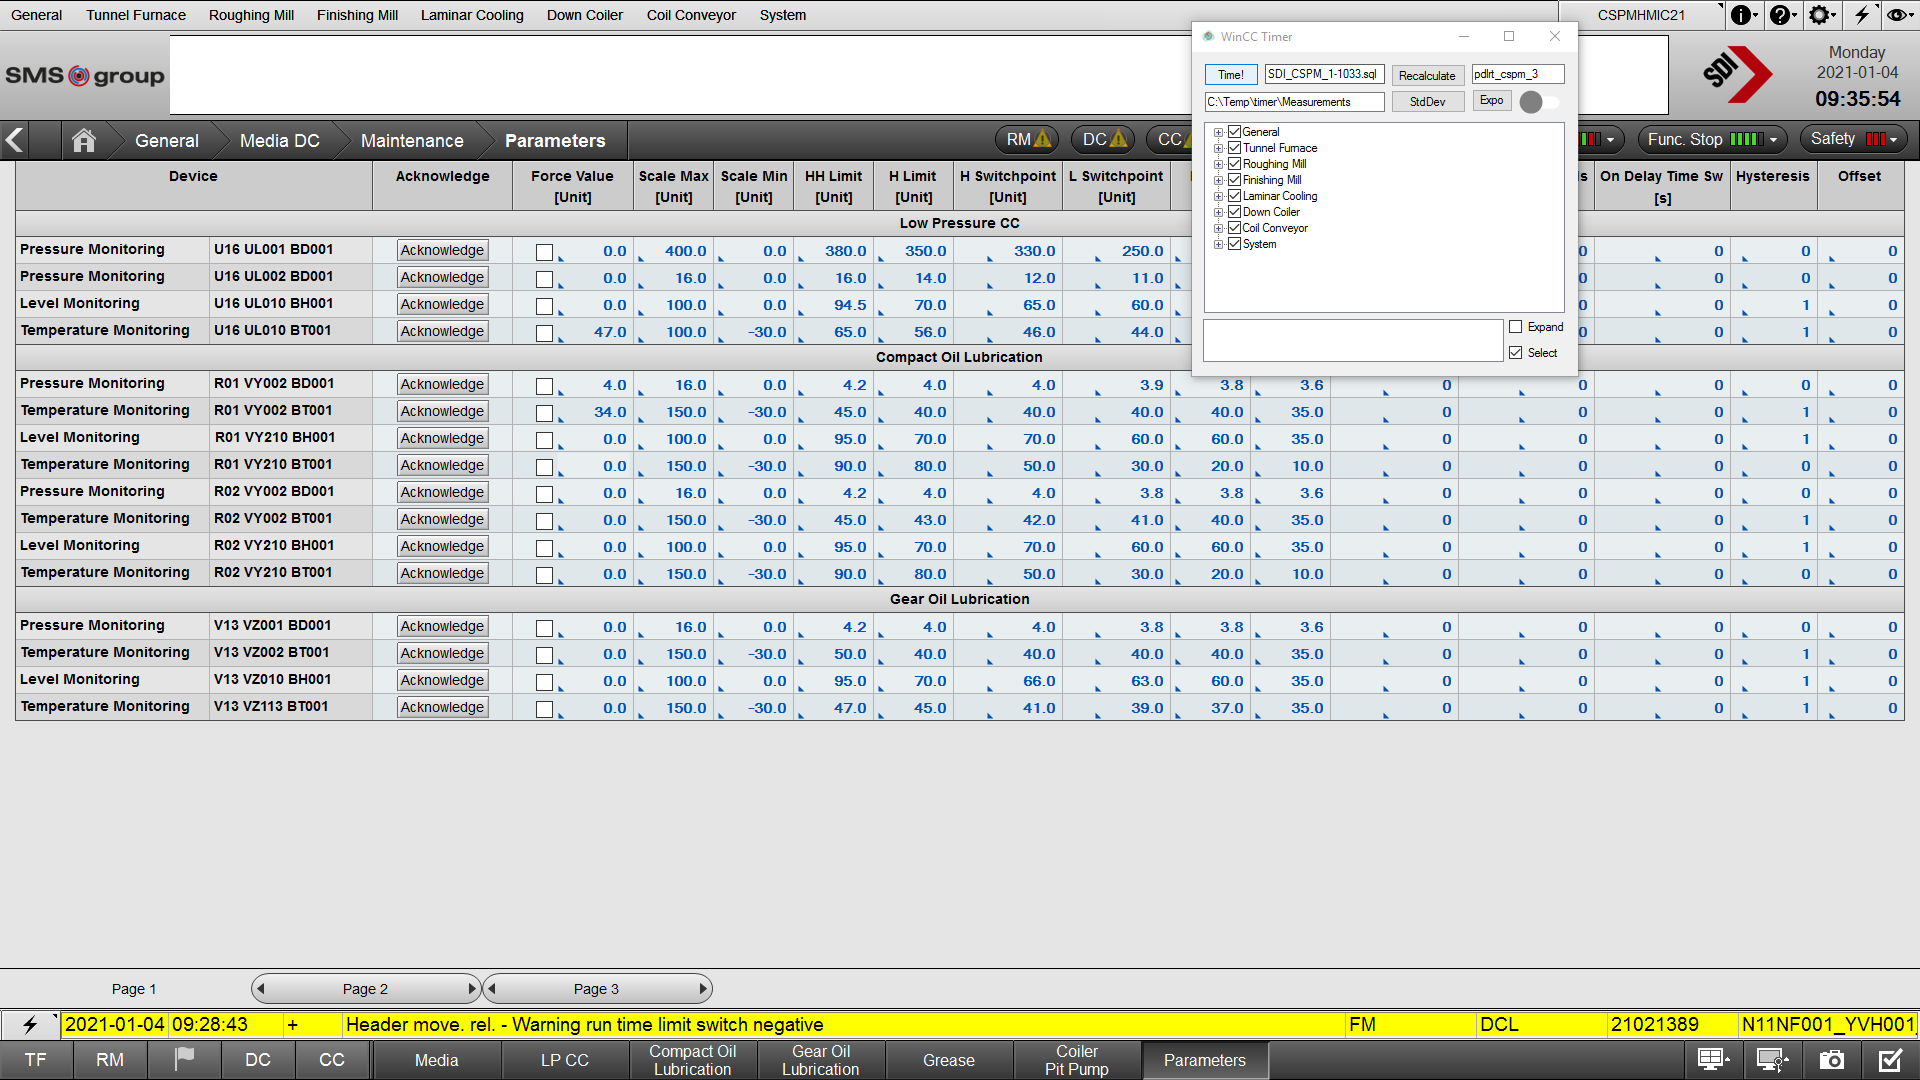 General Tunnel Furnace Roughing Mill Finishing Mill Laminar Cooling Down Coiler Coil Conveyor System CSPMHMIC21
SMS group
SDI
Monday
2021-01-04
09:35:54
WinCC Timer
Time! SDI_CSPM_1-1033.sql Recalculate pdlrt_cspm_3
C:\Temp\timer\Measurements StdDev Expo
General
Tunnel Furnace
Roughing Mill
Finishing Mill
Laminar Cooling
Down Coiler
Coil Conveyor
System
Expand
Select
General Media DC Maintenance Parameters RM DC CC Func. Stop Safety
Device Acknowledge Force Value [Unit] Scale Max [Unit] Scale Min [Unit] HH Limit [Unit] H Limit [Unit] H Switchpoint [Unit] L Switchpoint [Unit] On Delay Time Sw [s] Hysteresis Offset
Low Pressure CC
Pressure Monitoring U16 UL001 BD001 Acknowledge 0.0 400.0 0.0 380.0 350.0 330.0 250.0 0 0 0 0
Pressure Monitoring U16 UL002 BD001 Acknowledge 0.0 16.0 0.0 16.0 14.0 12.0 11.0 0 0 0 0
Level Monitoring U16 UL010 BH001 Acknowledge 0.0 100.0 0.0 94.5 70.0 65.0 60.0 0 0 1 0
Temperature Monitoring U16 UL010 BT001 Acknowledge 47.0 100.0 -30.0 65.0 56.0 46.0 44.0 0 0 1 0
Compact Oil Lubrication
Pressure Monitoring R01 VY002 BD001 Acknowledge 4.0 16.0 0.0 4.2 4.0 4.0 3.9 3.8 3.6 0 0 0 0 0
Temperature Monitoring R01 VY002 BT001 Acknowledge 34.0 150.0 -30.0 45.0 40.0 40.0 40.0 40.0 35.0 0 0 0 1 0
Level Monitoring R01 VY210 BH001 Acknowledge 0.0 100.0 0.0 95.0 70.0 70.0 60.0 60.0 35.0 0 0 0 1 0
Temperature Monitoring R01 VY210 BT001 Acknowledge 0.0 150.0 -30.0 90.0 80.0 50.0 30.0 20.0 10.0 0 0 0 0 0
Pressure Monitoring R02 VY002 BD001 Acknowledge 0.0 16.0 0.0 4.2 4.0 4.0 3.8 3.8 3.6 0 0 0 0 0
Temperature Monitoring R02 VY002 BT001 Acknowledge 0.0 150.0 -30.0 45.0 43.0 42.0 41.0 40.0 35.0 0 0 0 1 0
Level Monitoring R02 VY210 BH001 Acknowledge 0.0 100.0 0.0 95.0 70.0 70.0 60.0 60.0 35.0 0 0 0 1 0
Temperature Monitoring R02 VY210 BT001 Acknowledge 0.0 150.0 -30.0 90.0 80.0 50.0 30.0 20.0 10.0 0 0 0 0 0
Gear Oil Lubrication
Pressure Monitoring V13 VZ001 BD001 Acknowledge 0.0 16.0 0.0 4.2 4.0 4.0 3.8 3.8 3.6 0 0 0 0 0
Temperature Monitoring V13 VZ002 BT001 Acknowledge 0.0 150.0 -30.0 50.0 40.0 40.0 40.0 40.0 35.0 0 0 0 1 0
Level Monitoring V13 VZ010 BH001 Acknowledge 0.0 100.0 0.0 95.0 70.0 66.0 63.0 60.0 35.0 0 0 0 1 0
Temperature Monitoring V13 VZ113 BT001 Acknowledge 0.0 150.0 -30.0 47.0 45.0 41.0 39.0 37.0 35.0 0 0 0 1 0
Page 1 Page 2 Page 3
2021-01-04 09:28:43 + Header move. rel. - Warning run time limit switch negative FM DCL 21021389 N11NF001_YVH001
TF RM DC CC Media LP CC Compact Oil Lubrication Gear Oil Lubrication Grease Coiler Pit Pump Parameters